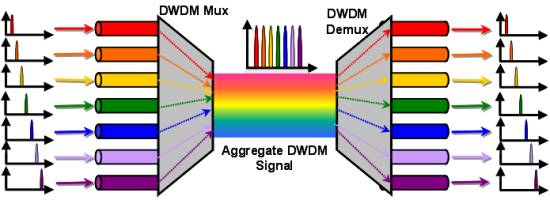 DWDM Mux
DWDM
Demux
Aggregate DWDM
Signal